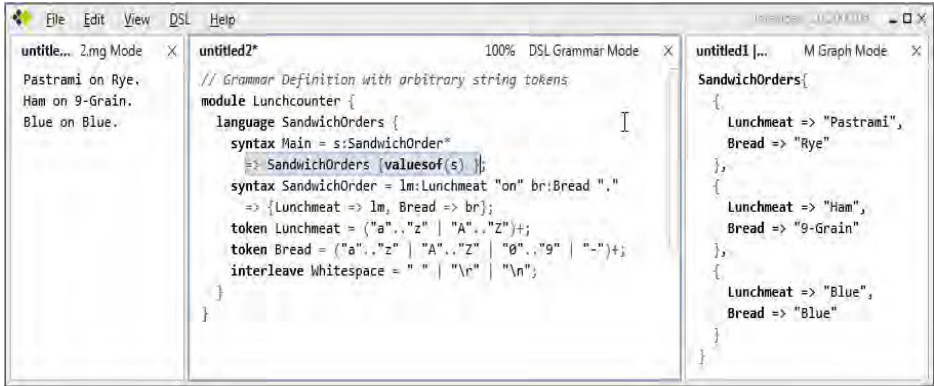 File Edit View DSL Help
untitle... 2.mg Mode X
Pastrami on Rye.
Ham on 9-Grain.
Blue on Blue.
untitled2* 100% DSL Grammar Mode X
// Grammar Definition with arbitrary string tokens
module Lunchcounter {
language SandwichOrders {
syntax Main = s:SandwichOrder*
=> SandwichOrders {valuesof(s) };
syntax SandwichOrder = lm:Lunchmeat "on" br:Bread "."
=> {Lunchmeat => lm, Bread => br};
token Lunchmeat = ("a".."z" | "A".."Z")+;
token Bread = ("a".."z" | "A".."Z" | "0".."9" | "-")+;
interleave Whitespace = " " | "\r" | "\n";
}
}
untitled1 |... M Graph Mode X
SandwichOrders{
{
Lunchmeat => "Pastrami",
Bread => "Rye"
},
{
Lunchmeat => "Ham",
Bread => "9-Grain"
},
{
Lunchmeat => "Blue",
Bread => "Blue"
}
}